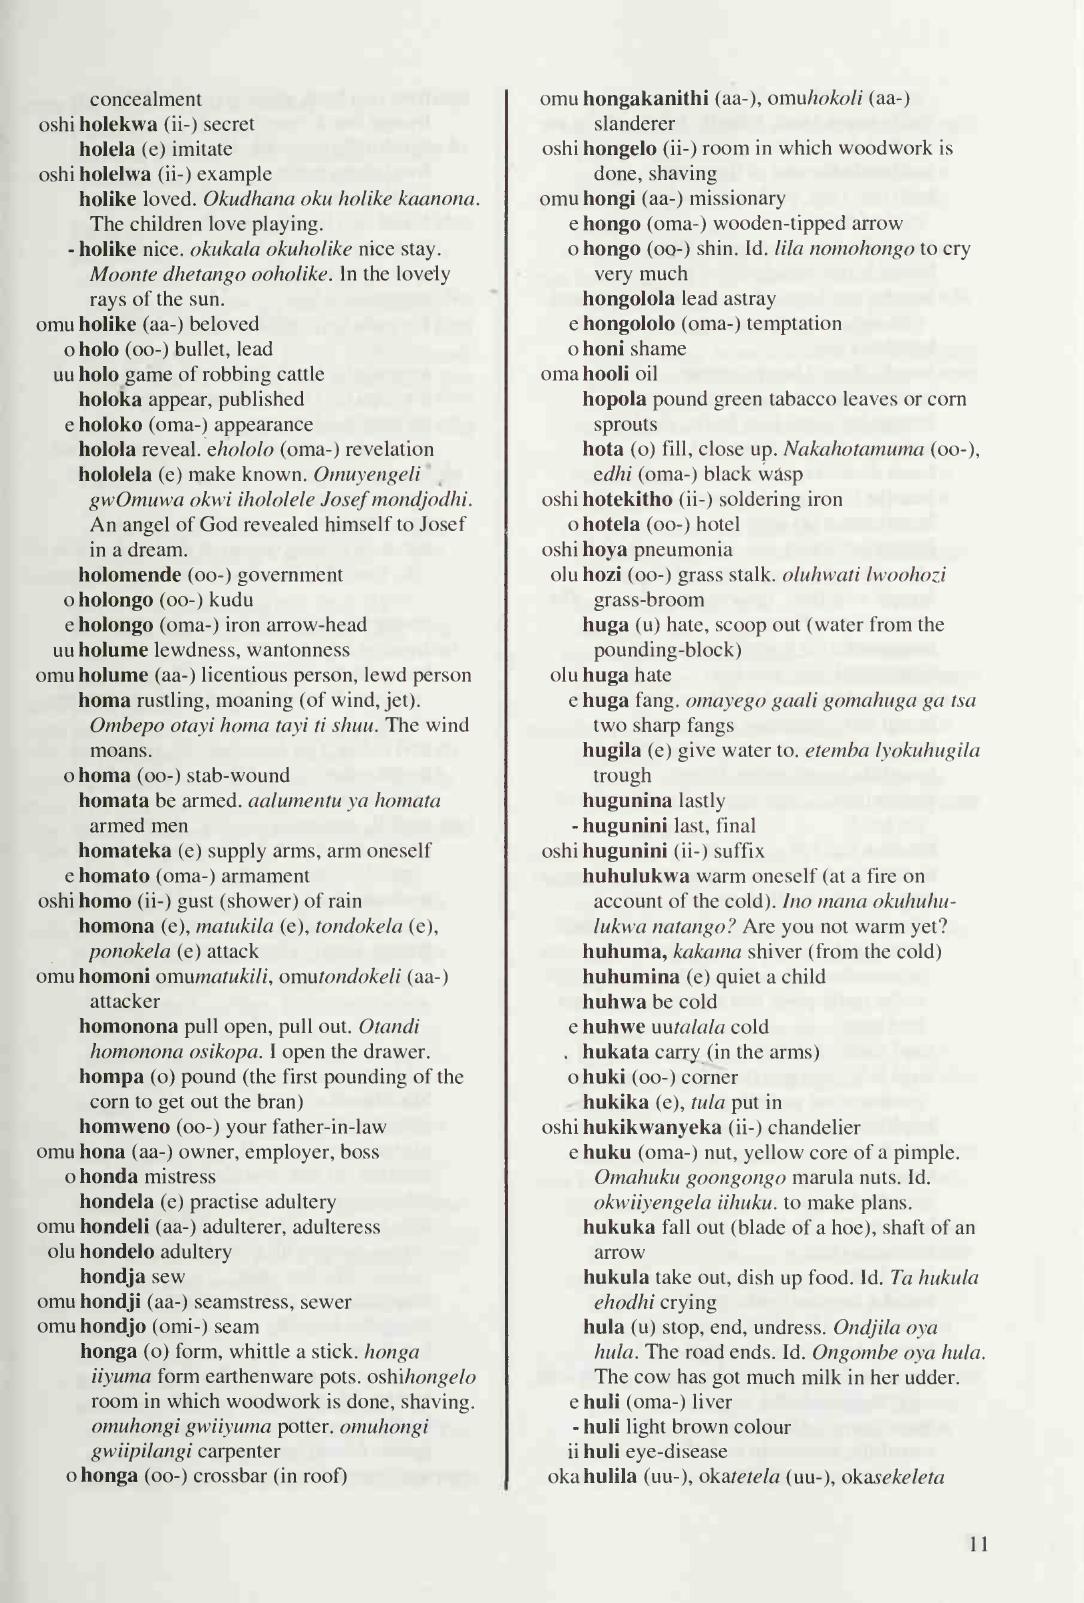 concealment
oshi holekwa (ii-) secret
holela (e) imitate
oshi holelwa (ii-) example
holike loved. Okudhana oku holike kaanona.
The children love playing.
- holike nice. okukala okuholike nice stay.
Moonte dhetango ooholike. In the lovely
rays of the sun.
omu holike (aa-) beloved
o holo (oo-) bullet, lead
uu holo game of robbing cattle
holoka appear, published
e holoko (oma-) appearance
holola reveal. ehololo (oma-) revelation
hololela (e) make known. Omuyengeli
gwOmuwa okwi ihololele Josef mondjodhi.
An angel of God revealed himself to Josef
in a dream.
holomende (oo-) government
o holongo (oo-) kudu
e holongo (oma-) iron arrow-head
uu holume lewdness, wantonness
omu holume (aa-) licentious person, lewd person
homa rustling, moaning (of wind, jet).
Ombepo otayi homa tayi ti shuu. The wind
moans.
o homa (oo-) stab-wound
homata be armed. aalumentu ya homata
armed men
homateka (e) supply arms, arm oneself
e homato (oma-) armament
oshi homo (ii-) gust (shower) of rain
homona (e), matukila (e), tondokela (e),
ponokela (e) attack
omu homoni omumatukili, omutondokeli (aa-)
attacker
homonona pull open, pull out. Otandi
homonona osikopa. I open the drawer.
hompa (o) pound (the first pounding of the
corn to get out the bran)
homweno (oo-) your father-in-law
omu hona (aa-) owner, employer, boss
o honda mistress
hondela (e) practise adultery
omu hondeli (aa-) adulterer, adulteress
olu hondelo adultery
hondja sew
omu hondji (aa-) seamstress, sewer
omu hondjo (omi-) seam
honga (o) form, whittle a stick. honga
iiyuma form earthenware pots. oshihongelo
room in which woodwork is done, shaving.
omuhongi gwiiyuma potter. omuhongi
gwiipilangi carpenter
o honga (oo-) crossbar (in roof)
omu hongakanithi (aa-), omuhokoli (aa-)
slanderer
oshi hongelo (ii-) room in which woodwork is
done, shaving
omu hongi (aa-) missionary
e hongo (oma-) wooden-tipped arrow
o hongo (oo-) shin. Id. lila nomohongo to cry
very much
hongolola lead astray
e hongololo (oma-) temptation
o honi shame
oma hooli oil
hopola pound green tabacco leaves or corn
sprouts
hota (o) fill, close up. Nakahotamuma (oo-),
edhi (oma-) black wasp
oshi hotekitho (ii-) soldering iron
o hotela (oo-) hotel
oshi hoya pneumonia
olu hozi (oo-) grass stalk. oluhwati lwoohozi
grass-broom
huga (u) hate, scoop out (water from the
pounding-block)
olu huga hate
e huga fang. omayego gaali gomahuga ga tsa
two sharp fangs
hugila (e) give water to. etemba lyokuhugila
trough
hugunina lastly
- hugunini last, final
oshi hugunini (ii-) suffix
huhulukwa warm oneself (at a fire on
account of the cold). Ino mana okuhuhu-
lukwa natango? Are you not warm yet?
huhuma, kakama shiver (from the cold)
huhumina (e) quiet a child
huhwa be cold
e huhwe uutalala cold
hukata carry (in the arms)
o huki (oo-) corner
hukika (e), tula put in
oshi hukikwanyeka (ii-) chandelier
e huku (oma-) nut, yellow core of a pimple.
Omahuku goongongo marula nuts. Id.
okwiiyengela iihuku. to make plans.
hukuka fall out (blade of a hoe), shaft of an
arrow
hukula take out, dish up food. Id. Ta hukula
ehodhi crying
hula (u) stop, end, undress. Ondjila oya
hula. The road ends. Id. Ongombe oya hula.
The cow has got much milk in her udder.
e huli (oma-) liver
- huli light brown colour
ii huli eye-disease
oka hulila (uu-), okatetela (uu-), okasekeleta
11